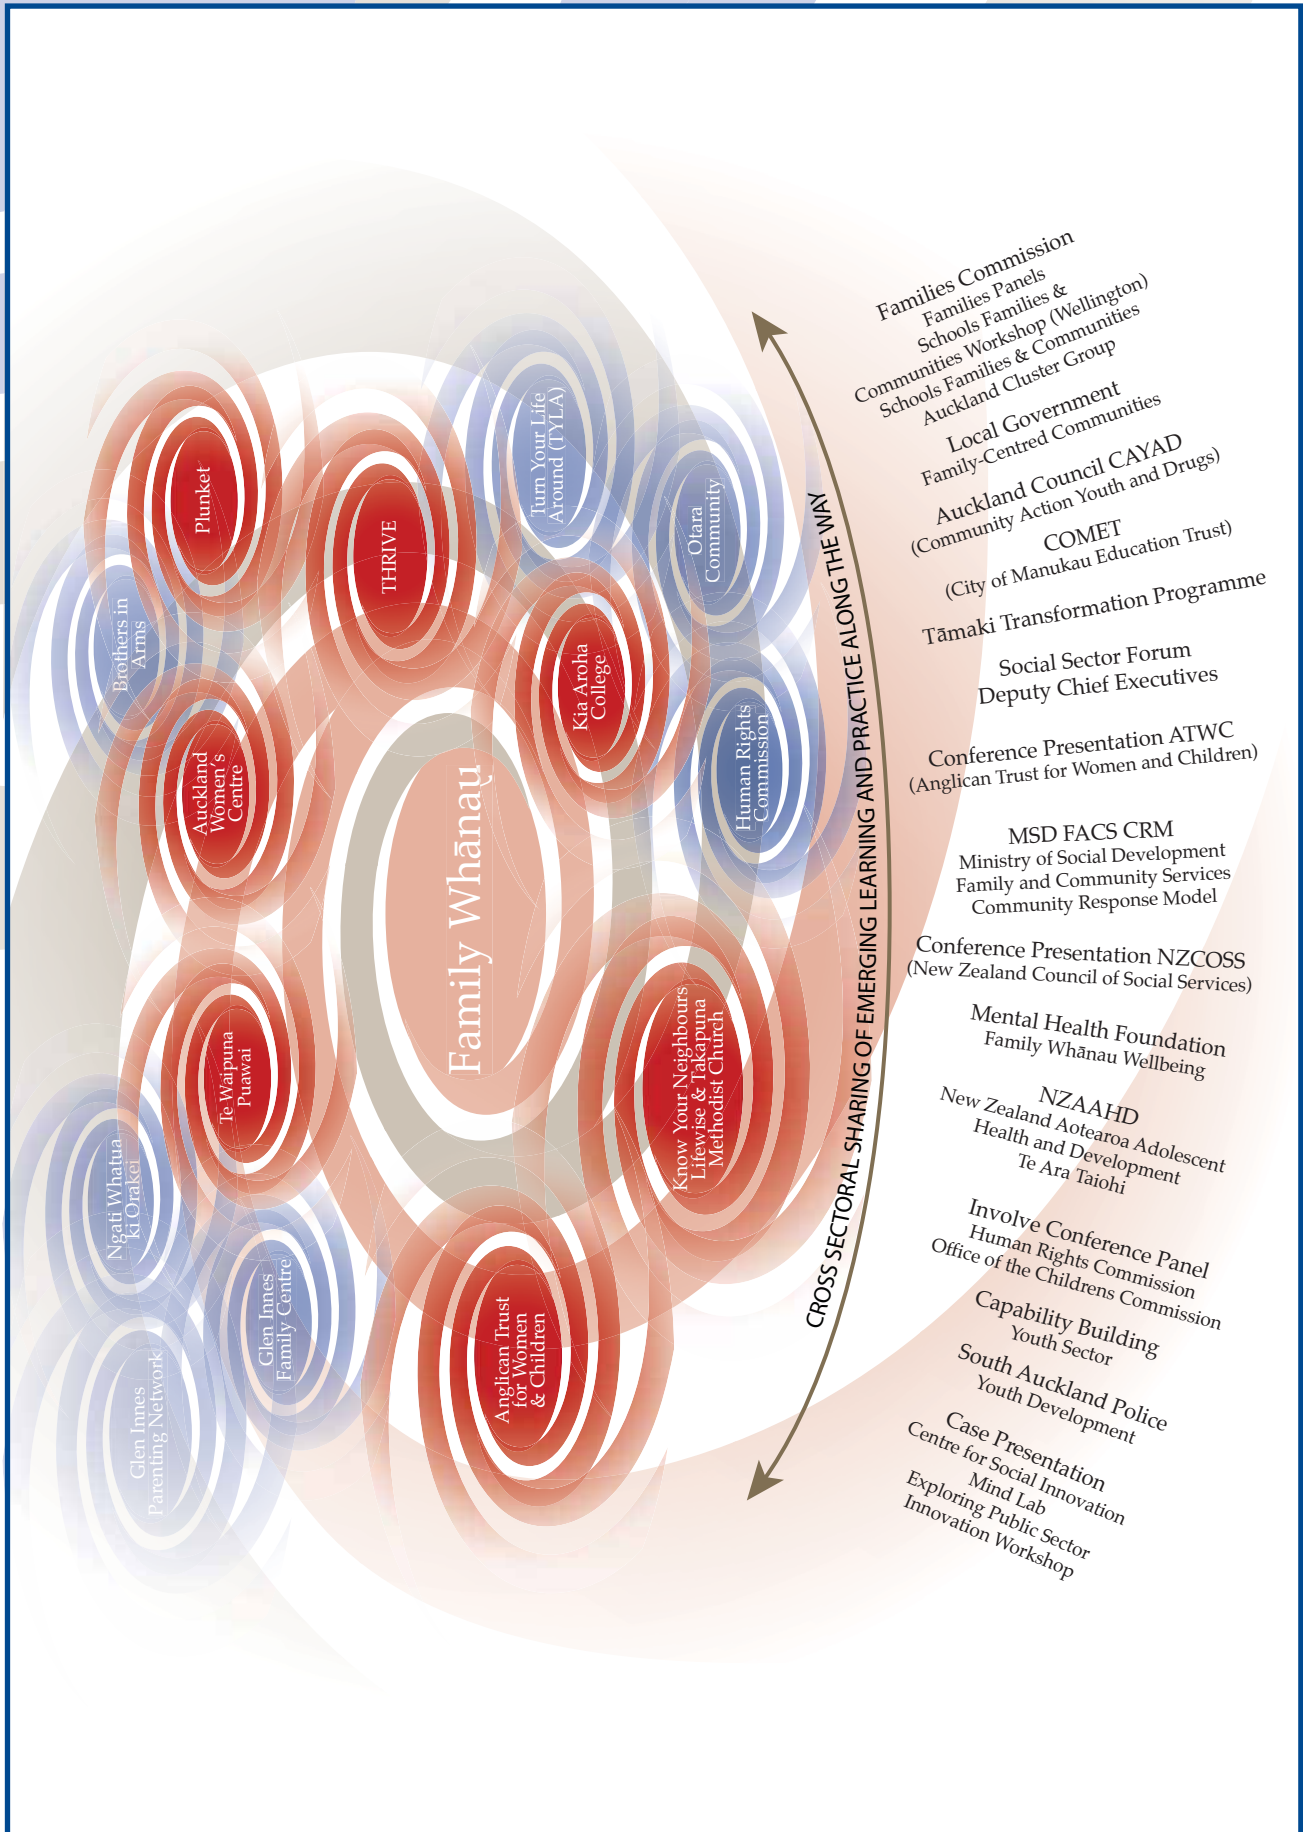 Plunket
Brothers in
Arms
THRIVE
Turn Your Life
Around (TYLA)
Otara
Community
Kia Aroha
College
Auckland
Women's
Centre
Human Rights
Commission
Family Whānau
Te Waipuna
Puawai
Know Your Neighbours
Lifewise & Takapuna
Methodist Church
Ngati Whatua
ki Orakei
Glen Innes
Family Centre
Glen Innes
Parenting Network
Anglican Trust
for Women
& Children
CROSS SECTORAL SHARING OF EMERGING LEARNING AND PRACTICE ALONG THE WAY
Families Commission
Families Panels
Schools Families &
Communities Workshop (Wellington)
Schools Families & Communities
Auckland Cluster Group
Local Government
Family-Centred Communities
Auckland Council CAYAD
(Community Action Youth and Drugs)
COMET
(City of Manukau Education Trust)
Tāmaki Transformation Programme
Social Sector Forum
Deputy Chief Executives
Conference Presentation ATWC
(Anglican Trust for Women and Children)
MSD FACS CRM
Ministry of Social Development
Family and Community Services
Community Response Model
Conference Presentation NZCOSS
(New Zealand Council of Social Services)
Mental Health Foundation
Family Whānau Wellbeing
NZAAHD
New Zealand Aotearoa Adolescent
Health and Development
Te Ara Taiohi
Involve Conference Panel
Human Rights Commission
Office of the Childrens Commission
Capability Building
Youth Sector
South Auckland Police
Youth Development
Case Presentation
Centre for Social Innovation
Mind Lab
Exploring Public Sector
Innovation Workshop